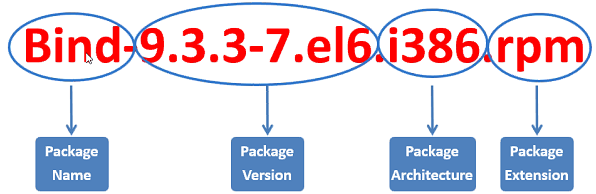 Bind-9.3.3-7.el6.i386.rpm
Package Name
Package Version
Package Architecture
Package Extension